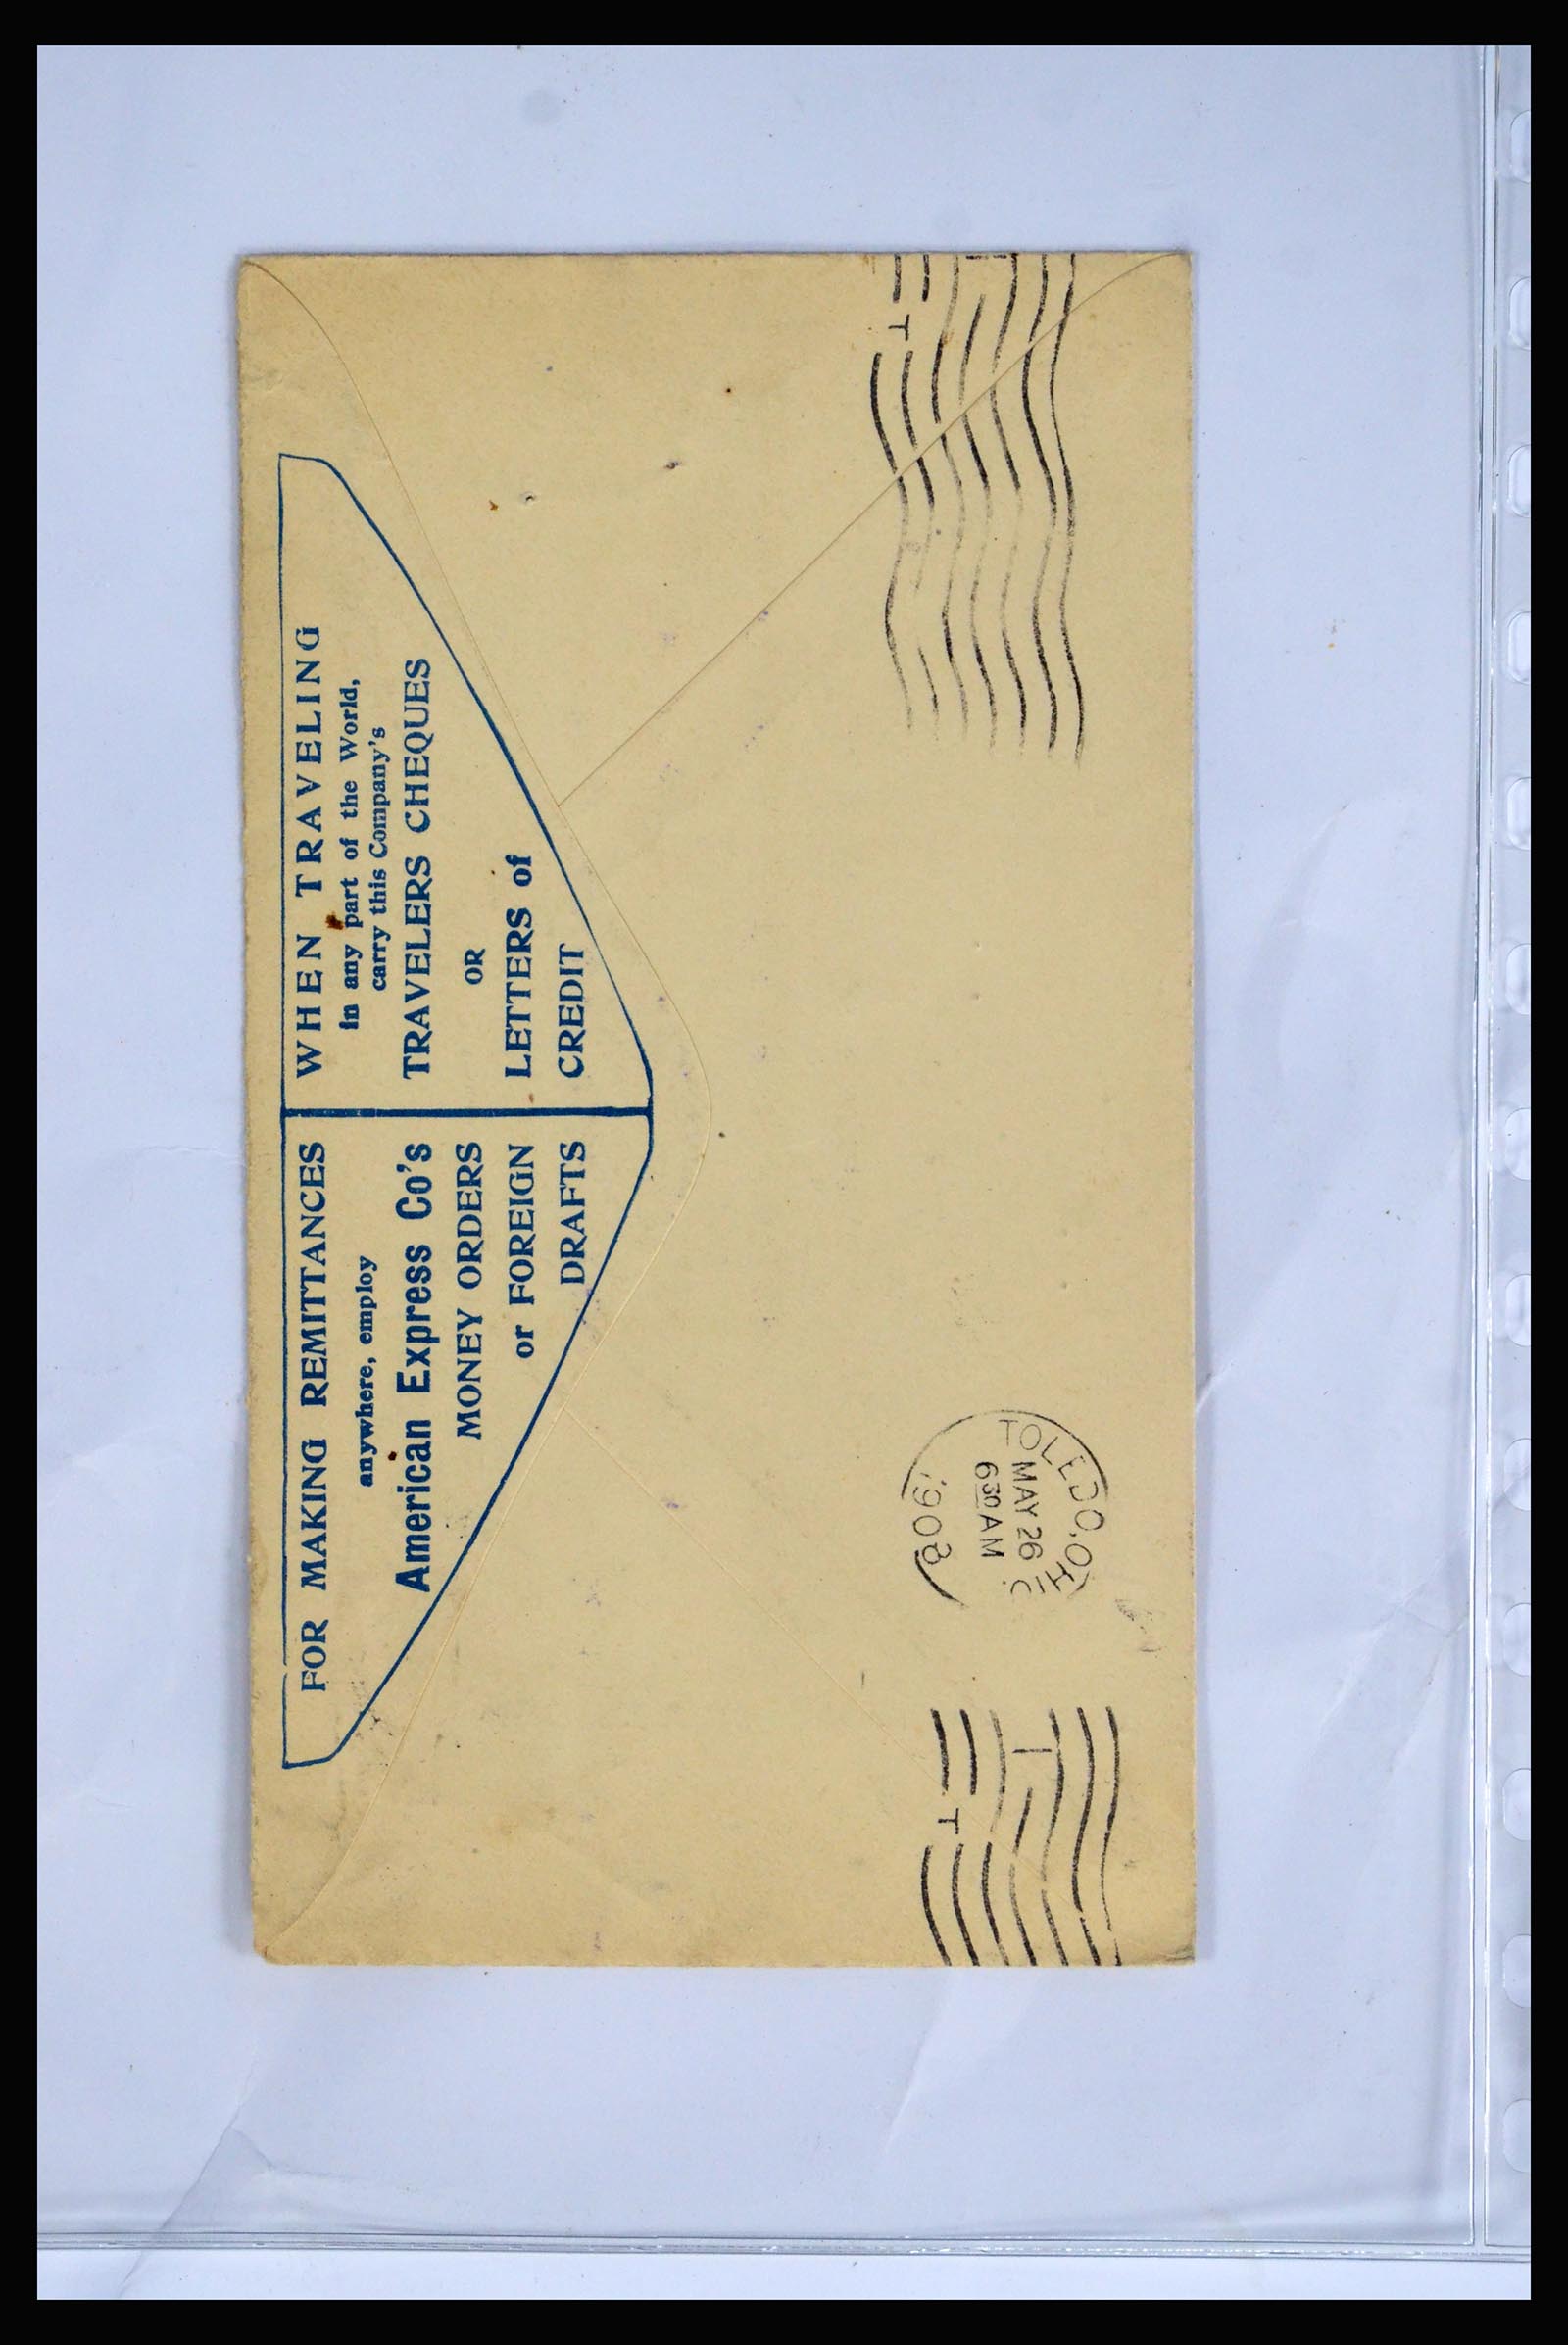 FOR MAKING REMITTANCES
anywhere, employ
American Express Co's
MONEY ORDERS
or FOREIGN
DRAFTS
WHEN TRAVELING
in any part of the World,
carry this Company's
TRAVELERS CHEQUES
OR
LETTERS of
CREDIT
TOLEDO, OHI
MAY 26
630 AM
1908
T
T